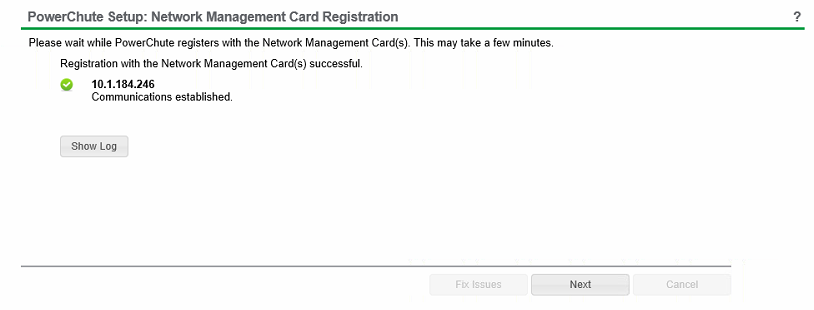 PowerChute Setup: Network Management Card Registration ?
Please wait while PowerChute registers with the Network Management Card(s). This may take a few minutes.
Registration with the Network Management Card(s) successful.
10.1.184.246
Communications established.
Show Log
Fix Issues Next Cancel